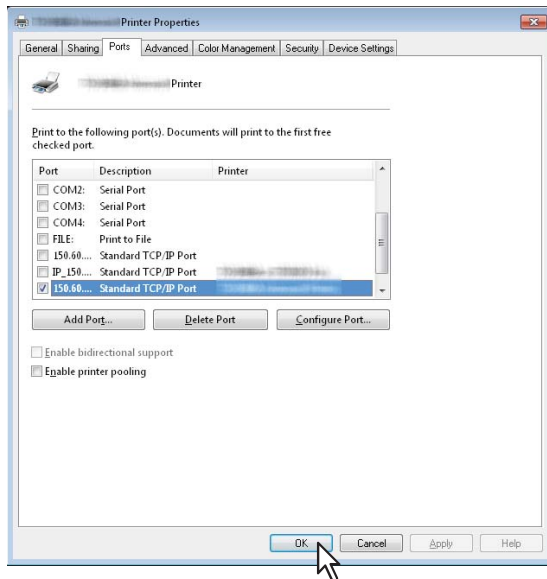 Printer Properties
General Sharing Ports Advanced Color Management Security Device Settings
Printer
Print to the following port(s). Documents will print to the first free
checked port.
Port Description Printer
COM2: Serial Port
COM3: Serial Port
COM4: Serial Port
FILE: Print to File
150.60.... Standard TCP/IP Port
IP_150.... Standard TCP/IP Port
150.60.... Standard TCP/IP Port
Add Port... Delete Port Configure Port...
Enable bidirectional support
Enable printer pooling
OK Cancel Apply Help